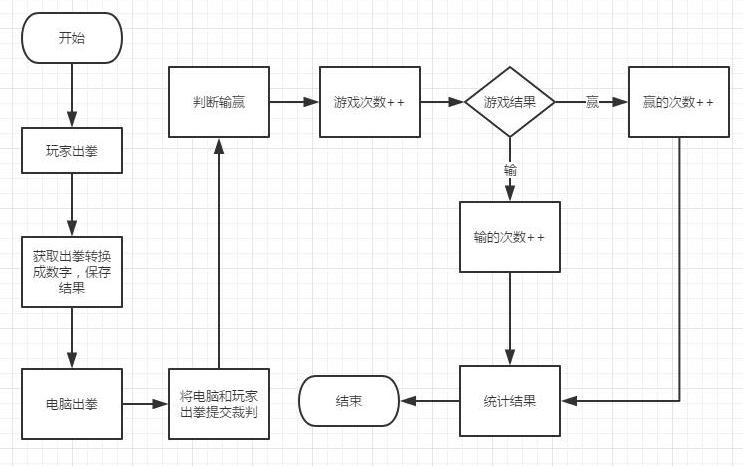 开始
玩家出拳
获取出拳转换
成数字，保存
结果
电脑出拳
将电脑和玩家
出拳提交裁判
判断输赢
游戏次数++
游戏结果
赢
赢的次数++
输
输的次数++
统计结果
结束